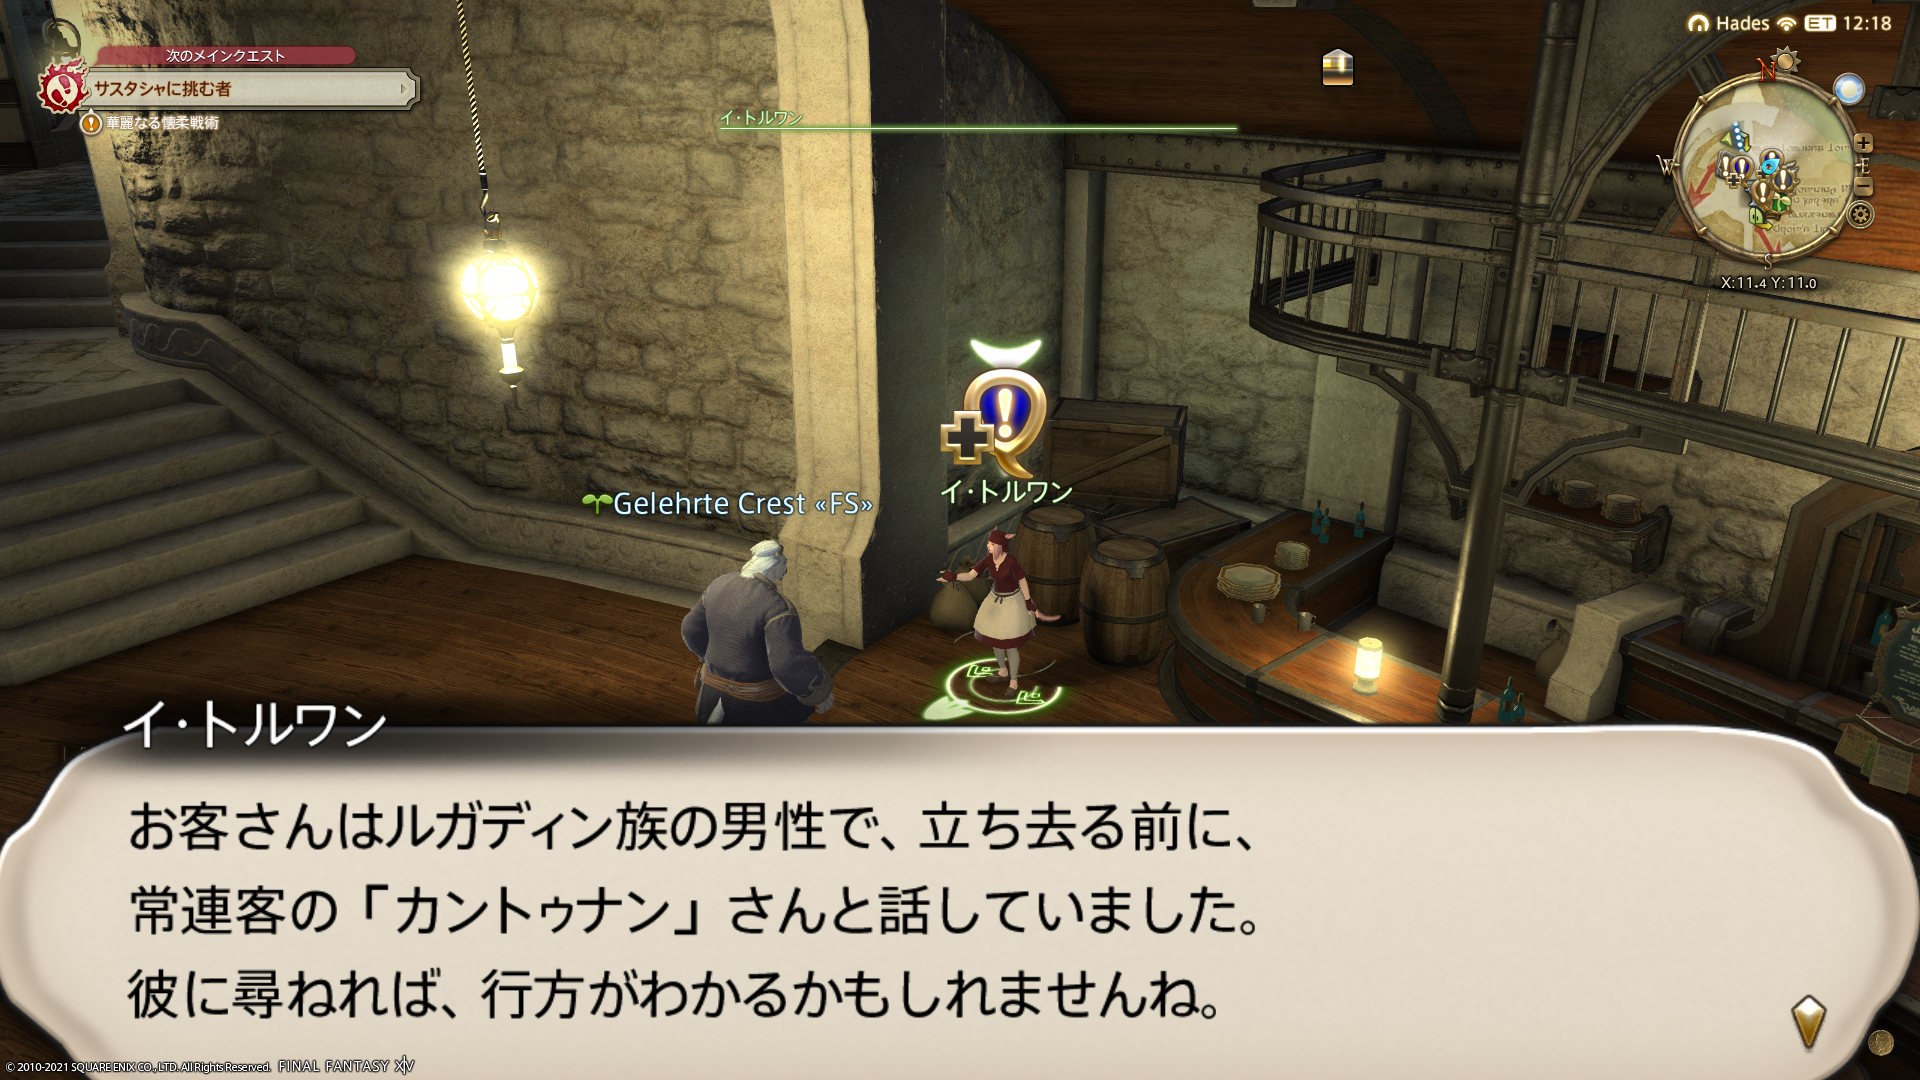 Hades ET 12:18
次のメインクエスト
サスタシャに挑む者
華麗なる懐柔戦術
イ・トルワン
N
W
E
S
X:11.4 Y:11.0
Gelehrte Crest «FS»
イ・トルワン
イ・トルワン
お客さんはルガディン族の男性で、立ち去る前に、
常連客の「カントゥナン」さんと話していました。
彼に尋ねれば、行方がわかるかもしれませんね。
© 2010-2021 SQUARE ENIX CO., LTD. All Rights Reserved. FINAL FANTASY XIV